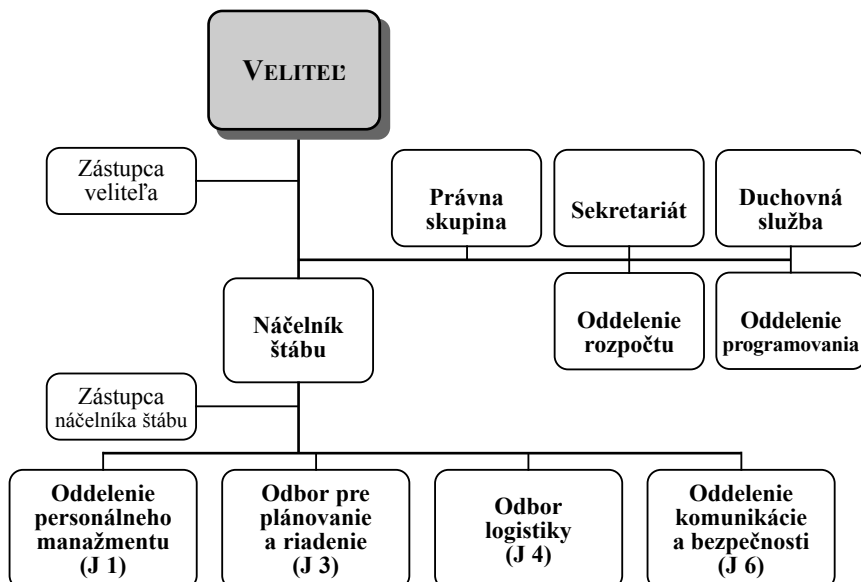 VELITEĽ
Zástupca
veliteľa
Právna
skupina
Sekretariát
Duchovná
služba
Náčelník
štábu
Oddelenie
rozpočtu
Oddelenie
programovania
Zástupca
náčelníka štábu
Oddelenie
personálneho
manažmentu
(J 1)
Odbor pre
plánovanie
a riadenie
(J 3)
Odbor
logistiky
(J 4)
Oddelenie
komunikácie
a bezpečnosti
(J 6)